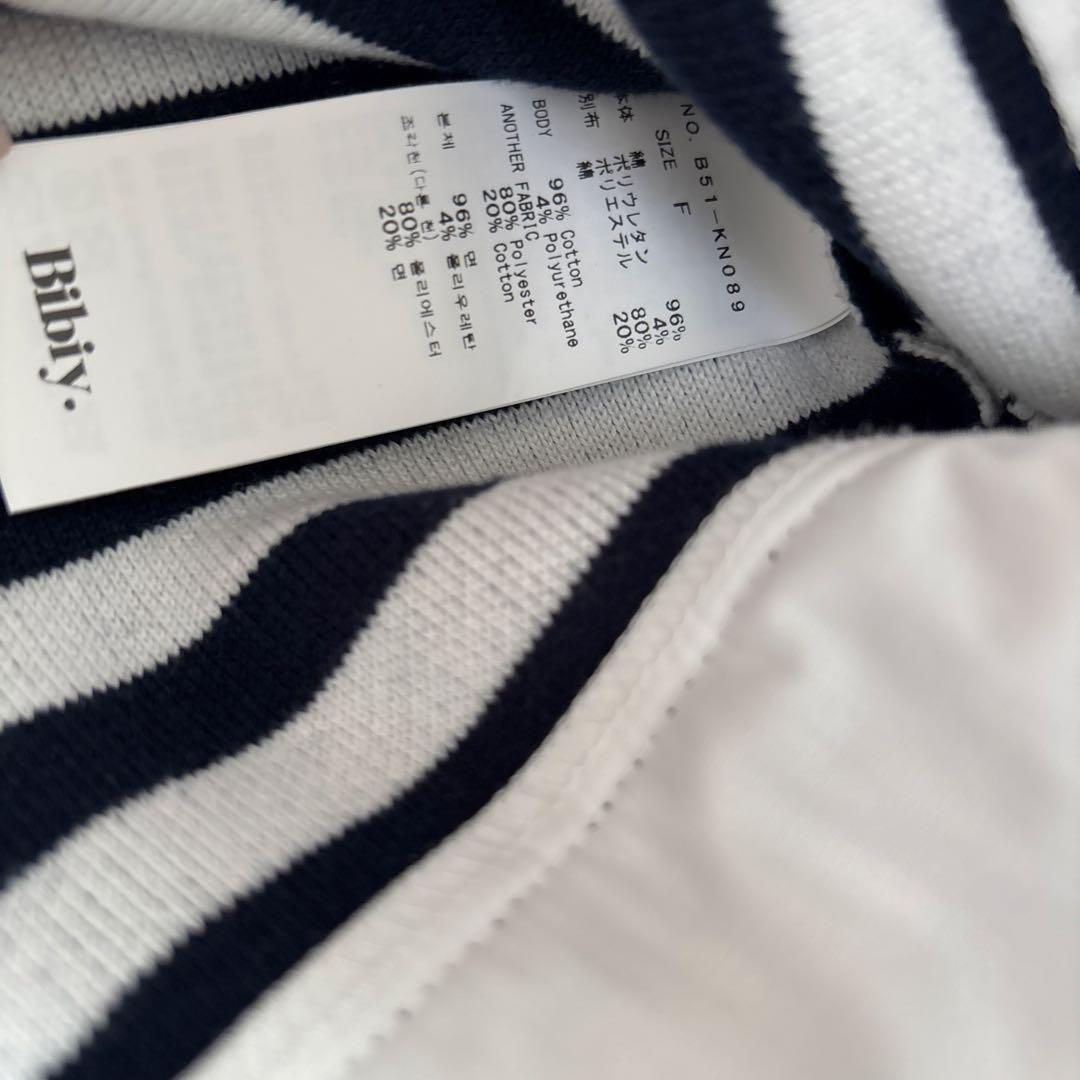 NO. B51-KN089
SIZE F
本体 綿 96%
ポリウレタン 4%
別布 ポリエステル 80%
綿 20%
BODY 96% Cotton
4% Polyurethane
ANOTHER FABRIC 80% Polyester
20% Cotton
본체 96% 면
4% 폴리우레탄
조각천(다른 천) 80% 폴리에스터
20% 면
Bibiy.